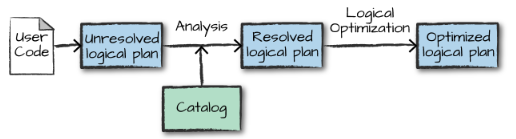 User
Code
Unresolved
logical plan
Analysis
Catalog
Resolved
logical plan
Logical
Optimization
Optimized
logical plan